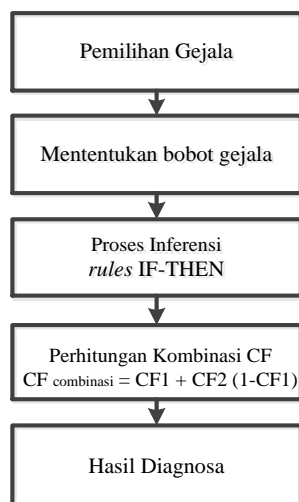 Pemilihan Gejala
Mententukan bobot gejala
Proses Inferensi
rules IF-THEN
Perhitungan Kombinasi CF
CF combinasi = CF1 + CF2 (1-CF1)
Hasil Diagnosa